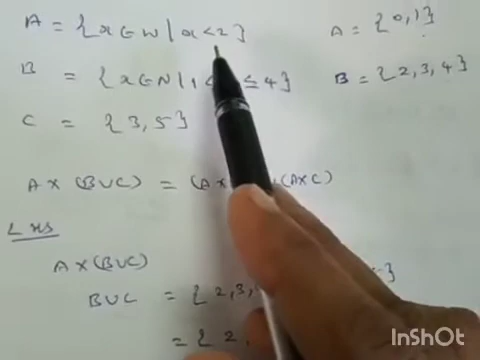 A = {x∈W | x<2} A = {0,1}
B = {x∈N | 1 < ≤ 4} B = {2,3,4}
C = {3,5}
A × (B∪C) = (A × (A×C)
LHS
A × (B∪C)
B∪C = {2,3, }
= {2,
InShOt